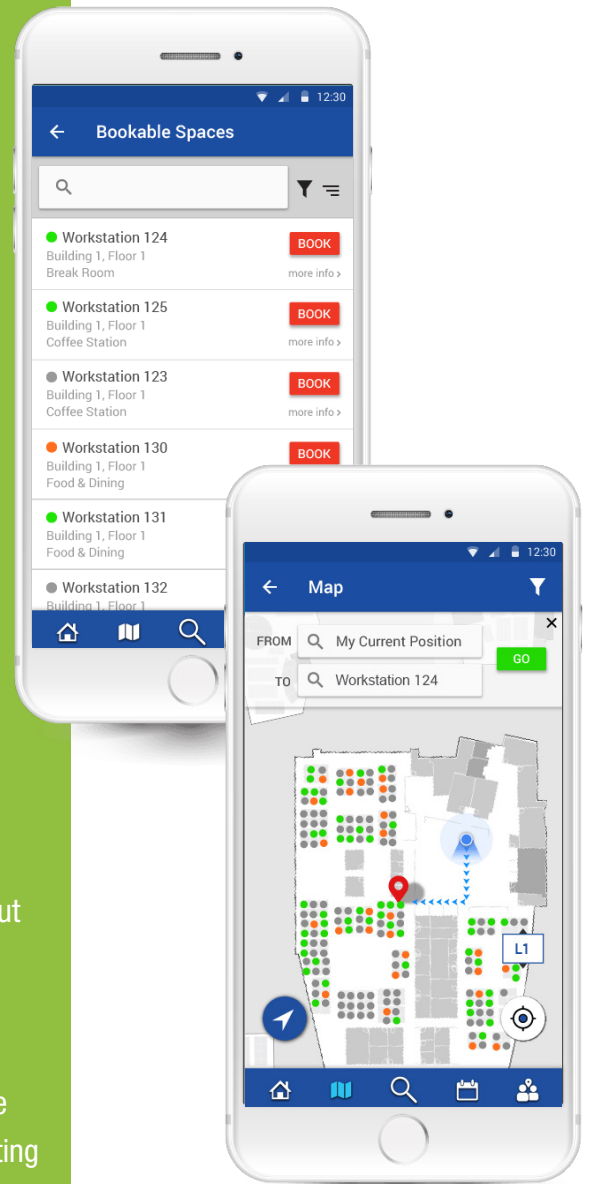 12:30
Bookable Spaces
Workstation 124
BOOK
Building 1, Floor 1
Break Room
more info ›
Workstation 125
BOOK
Building 1, Floor 1
Coffee Station
more info ›
Workstation 123
BOOK
Building 1, Floor 1
Coffee Station
more info ›
Workstation 130
BOOK
Building 1, Floor 1
Food & Dining
Workstation 131
Building 1, Floor 1
Food & Dining
Workstation 132
Building 1, Floor 1
12:30
Map
FROM
My Current Position
GO
TO
Workstation 124
L1